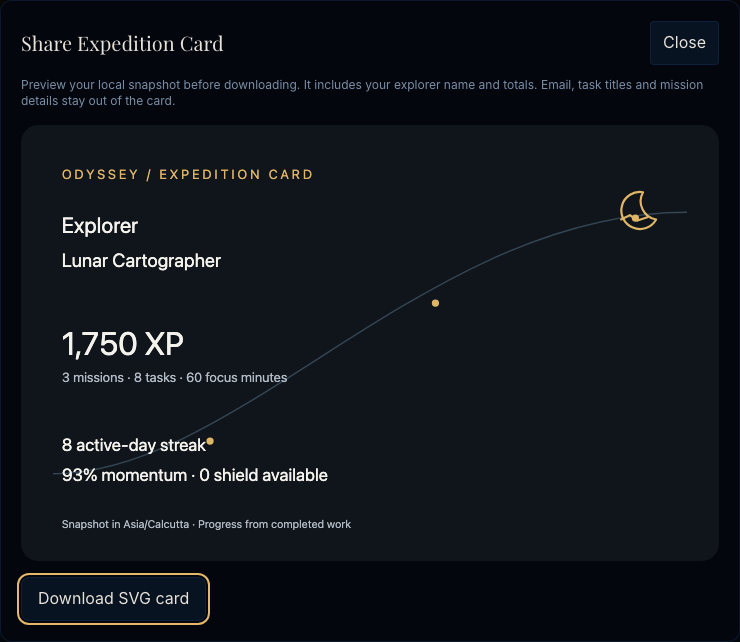 Share Expedition Card
Close
Preview your local snapshot before downloading. It includes your explorer name and totals. Email, task titles and mission
details stay out of the card.
ODYSSEY / EXPEDITION CARD
Explorer
Lunar Cartographer
1,750 XP
3 missions · 8 tasks · 60 focus minutes
8 active-day streak
93% momentum · 0 shield available
Snapshot in Asia/Calcutta · Progress from completed work
Download SVG card